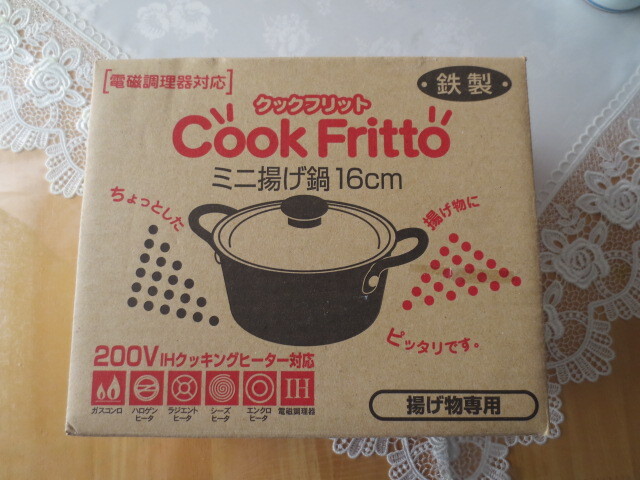 [電磁調理器対応]
・鉄製・
クックフリット
Cook Fritto
ミニ揚げ鍋16cm
ちょっとした
揚げ物に
ピッタリです。
200V IHクッキングヒーター対応
IH
ガスコンロ
ハロゲンヒータ
ラジエントヒータ
シーズヒータ
エンクロヒータ
電磁調理器
揚げ物専用